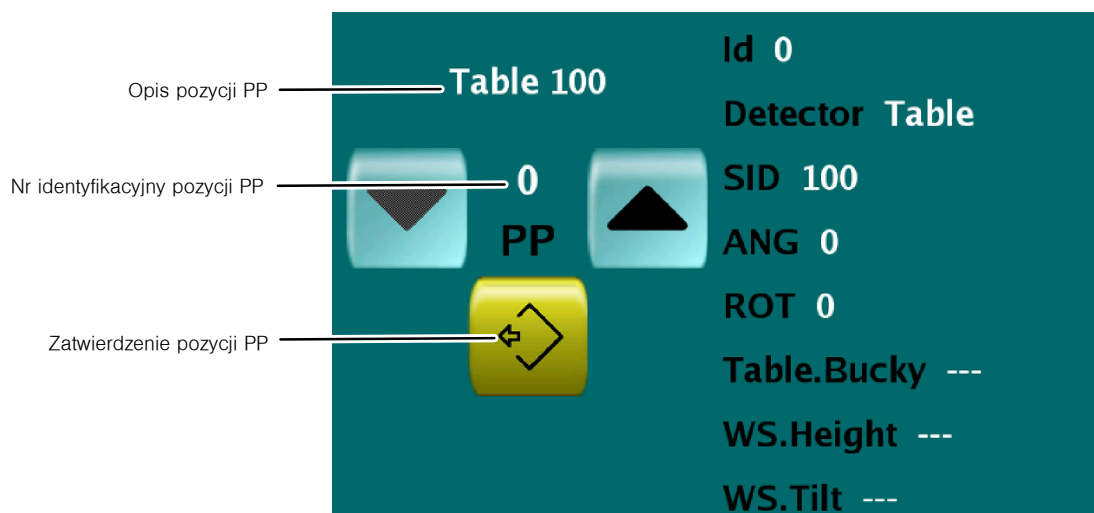 Opis pozycji PP
Table 100
Nr identyfikacyjny pozycji PP
0
PP
Zatwierdzenie pozycji PP
Id 0
Detector Table
SID 100
ANG 0
ROT 0
Table.Bucky ---
WS.Height ---
WS.Tilt ---